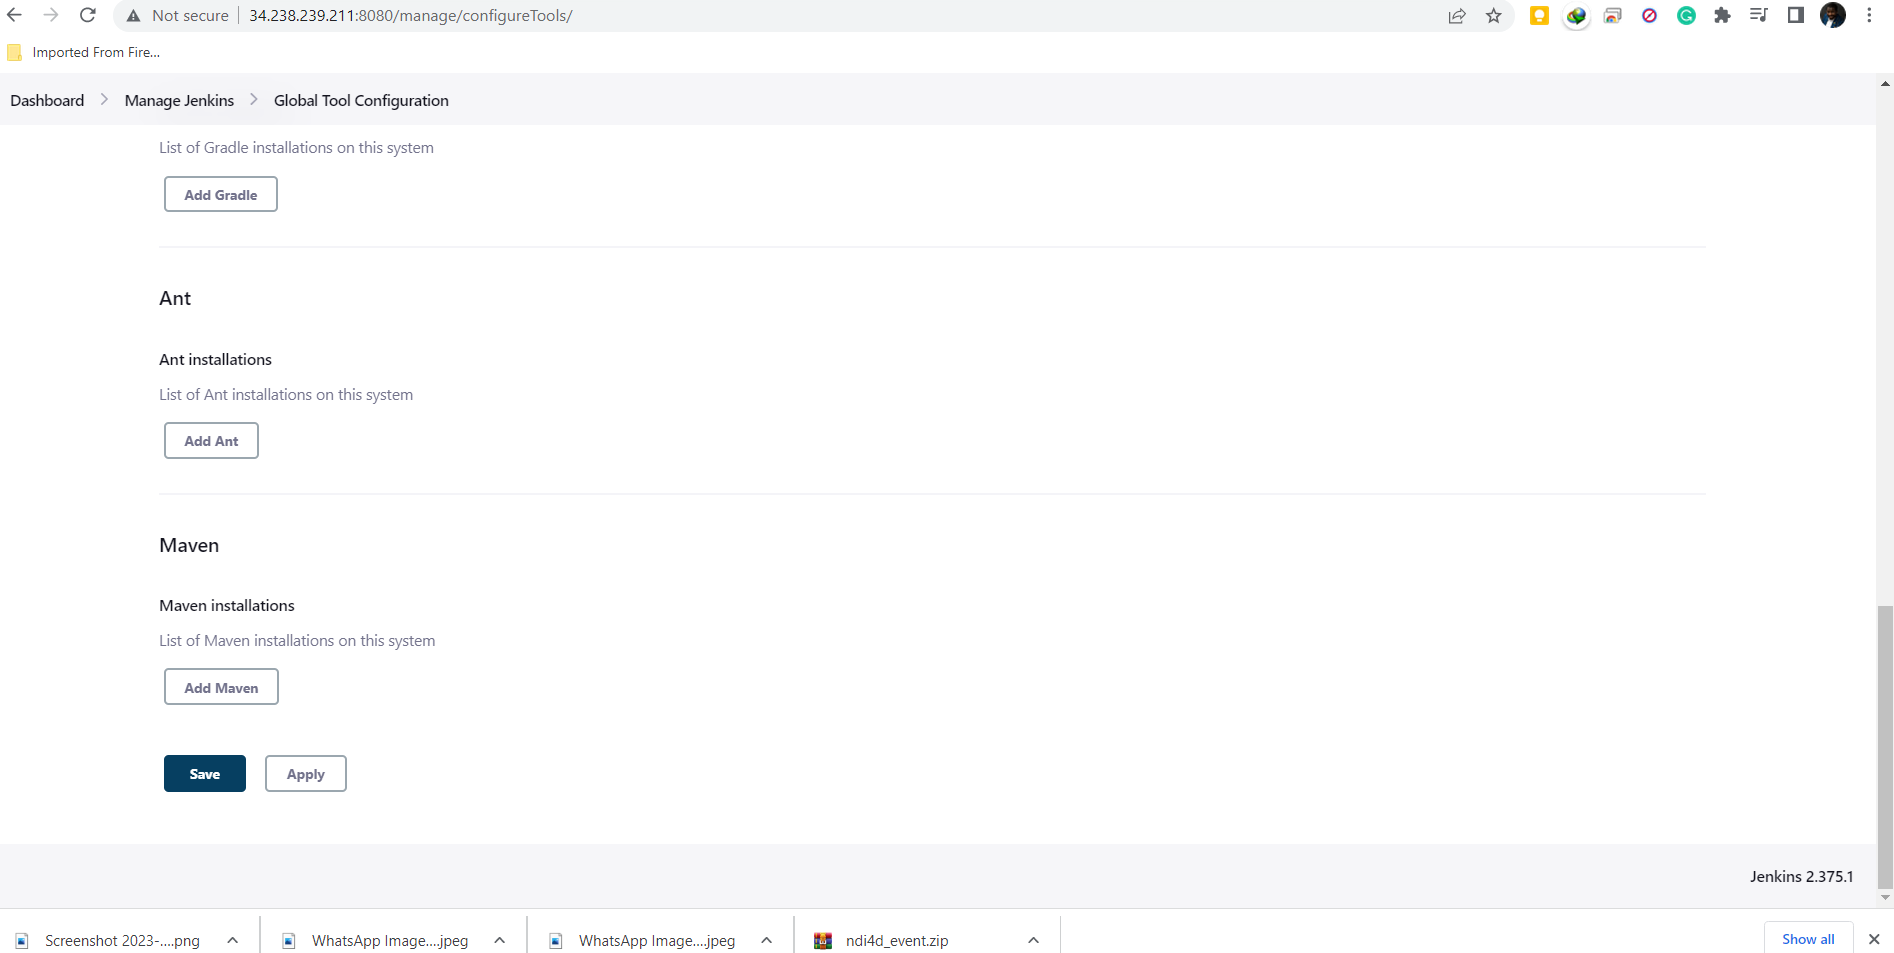 Not secure 34.238.239.211:8080/manage/configureTools/
Imported From Fire...
Dashboard Manage Jenkins Global Tool Configuration
List of Gradle installations on this system
Add Gradle
Ant
Ant installations
List of Ant installations on this system
Add Ant
Maven
Maven installations
List of Maven installations on this system
Add Maven
Save Apply
Jenkins 2.375.1
Screenshot 2023-....png WhatsApp Image....jpeg WhatsApp Image....jpeg ndi4d_event.zip Show all